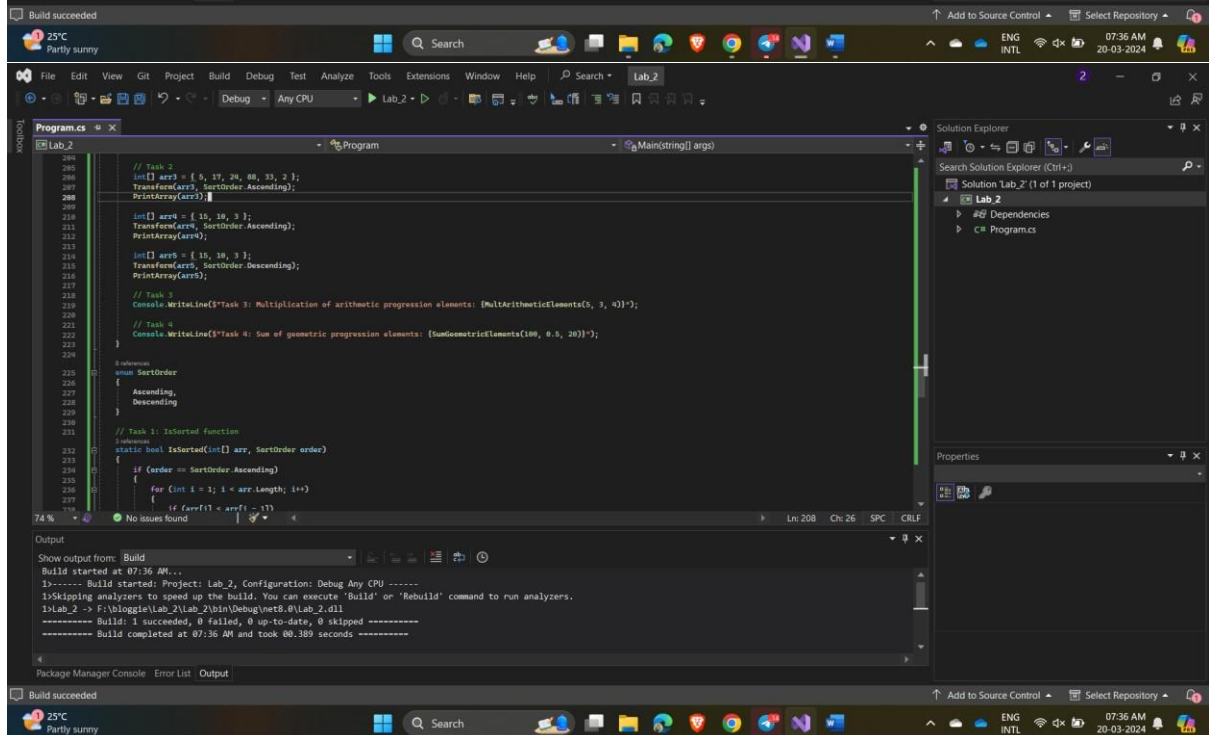 Build succeeded
Add to Source Control
Select Repository
1
25°C
Partly sunny
Search
ENG
INTL
07:36 AM
20-03-2024
File Edit View Git Project Build Debug Test Analyze Tools Extensions Window Help Search Lab_2
2
Debug Any CPU Lab_2
Toolbox
Program.cs
Lab_2 Program Main(string[] args)
204
205 // Task 2
206 int[] arr3 = { 5, 17, 24, 88, 33, 2 };
207 Transform(arr3, SortOrder.Ascending);
208 PrintArray(arr3);
209
210 int[] arr4 = { 15, 10, 3 };
211 Transform(arr4, SortOrder.Ascending);
212 PrintArray(arr4);
213
214 int[] arr5 = { 15, 10, 3 };
215 Transform(arr5, SortOrder.Descending);
216 PrintArray(arr5);
217
218 // Task 3
219 Console.WriteLine($"Task 3: Multiplication of arithmetic progression elements: {MultArithmeticElements(5, 3, 4)}");
220
221 // Task 4
222 Console.WriteLine($"Task 4: Sum of geometric progression elements: {SumGeometricElements(100, 0.5, 20)}");
223 }
224
8 references
225 enum SortOrder
226 {
227 Ascending,
228 Descending
229 }
230
231 // Task 1: IsSorted function
3 references
232 static bool IsSorted(int[] arr, SortOrder order)
233 {
234 if (order == SortOrder.Ascending)
235 {
236 for (int i = 1; i < arr.Length; i++)
237 {
238 if (arr[i] < arr[i - 1])
74 % No issues found Ln: 208 Ch: 26 SPC CRLF
Solution Explorer
Search Solution Explorer (Ctrl+;)
Solution 'Lab_2' (1 of 1 project)
Lab_2
Dependencies
C# Program.cs
Properties
Output
Show output from: Build
Build started at 07:36 AM...
1>------ Build started: Project: Lab_2, Configuration: Debug Any CPU ------
1>Skipping analyzers to speed up the build. You can execute 'Build' or 'Rebuild' command to run analyzers.
1>Lab_2 -> F:\bloggie\Lab_2\Lab_2\bin\Debug\net8.0\Lab_2.dll
========== Build: 1 succeeded, 0 failed, 0 up-to-date, 0 skipped ==========
========== Build completed at 07:36 AM and took 00.389 seconds ==========
Package Manager Console Error List Output
Build succeeded
Add to Source Control
Select Repository
1
25°C
Partly sunny
Search
ENG
INTL
07:36 AM
20-03-2024